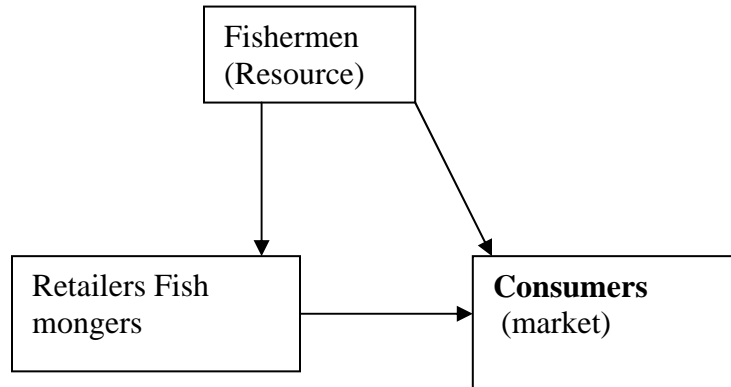 Fishermen
(Resource)
Retailers Fish
mongers
Consumers
(market)